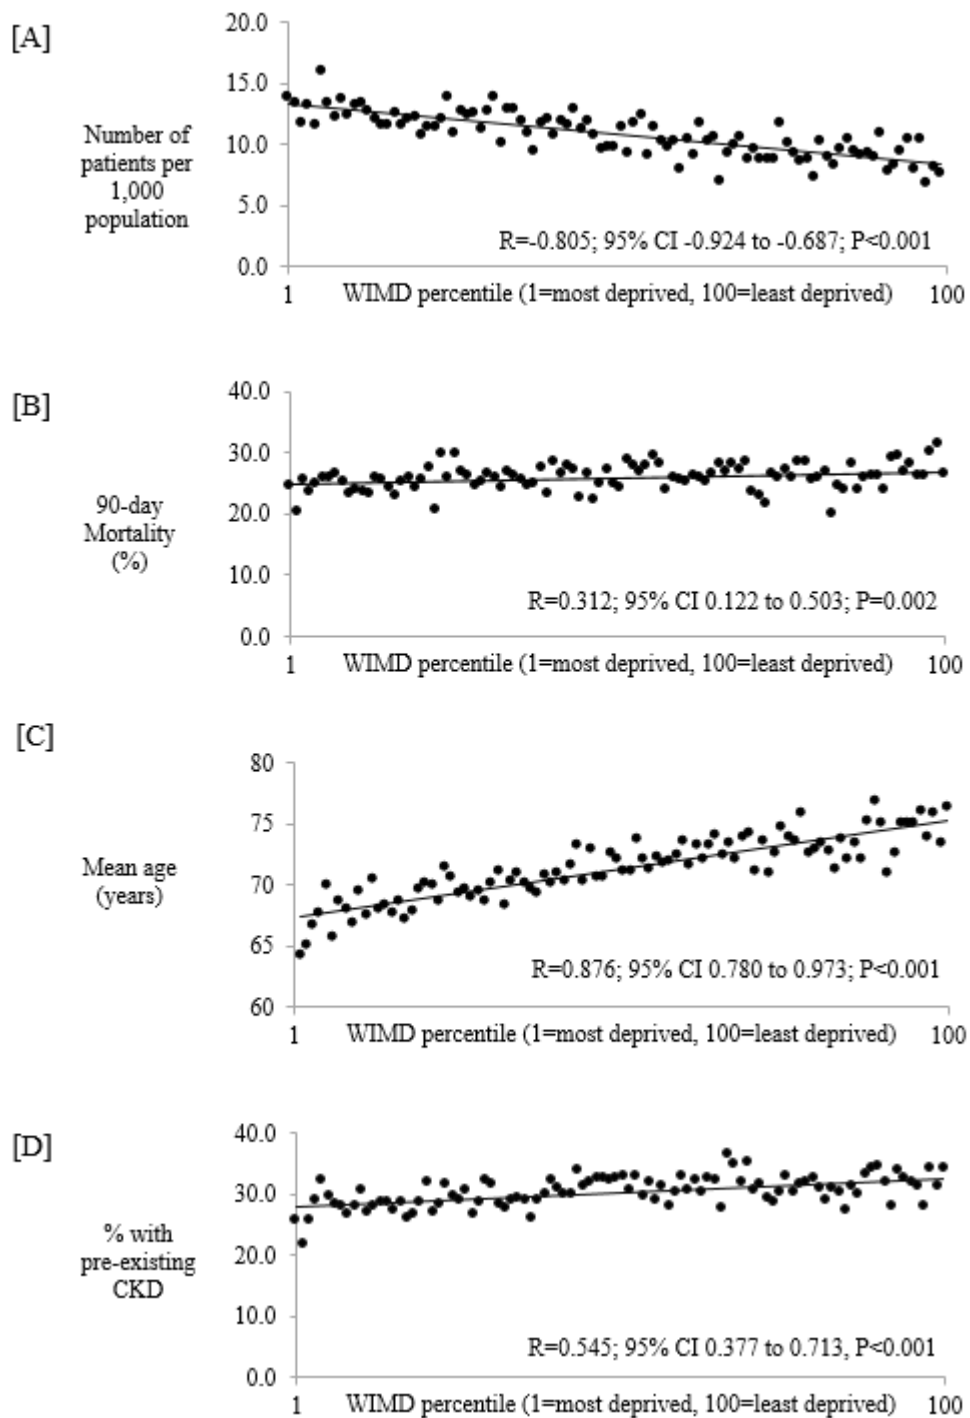 [A]
20.0
15.0
10.0
5.0
0.0
Number of
patients per
1,000
population
R=-0.805; 95% CI -0.924 to -0.687; P<0.001
1
WIMD percentile (1=most deprived, 100=least deprived)
100
[B]
40.0
30.0
20.0
10.0
0.0
90-day
Mortality
(%)
R=0.312; 95% CI 0.122 to 0.503; P=0.002
1
WIMD percentile (1=most deprived, 100=least deprived)
100
[C]
80
75
70
65
60
Mean age
(years)
R=0.876; 95% CI 0.780 to 0.973; P<0.001
1
WIMD percentile (1=most deprived, 100=least deprived)
100
[D]
40.0
30.0
20.0
10.0
0.0
% with
pre-existing
CKD
R=0.545; 95% CI 0.377 to 0.713, P<0.001
1
WIMD percentile (1=most deprived, 100=least deprived)
100